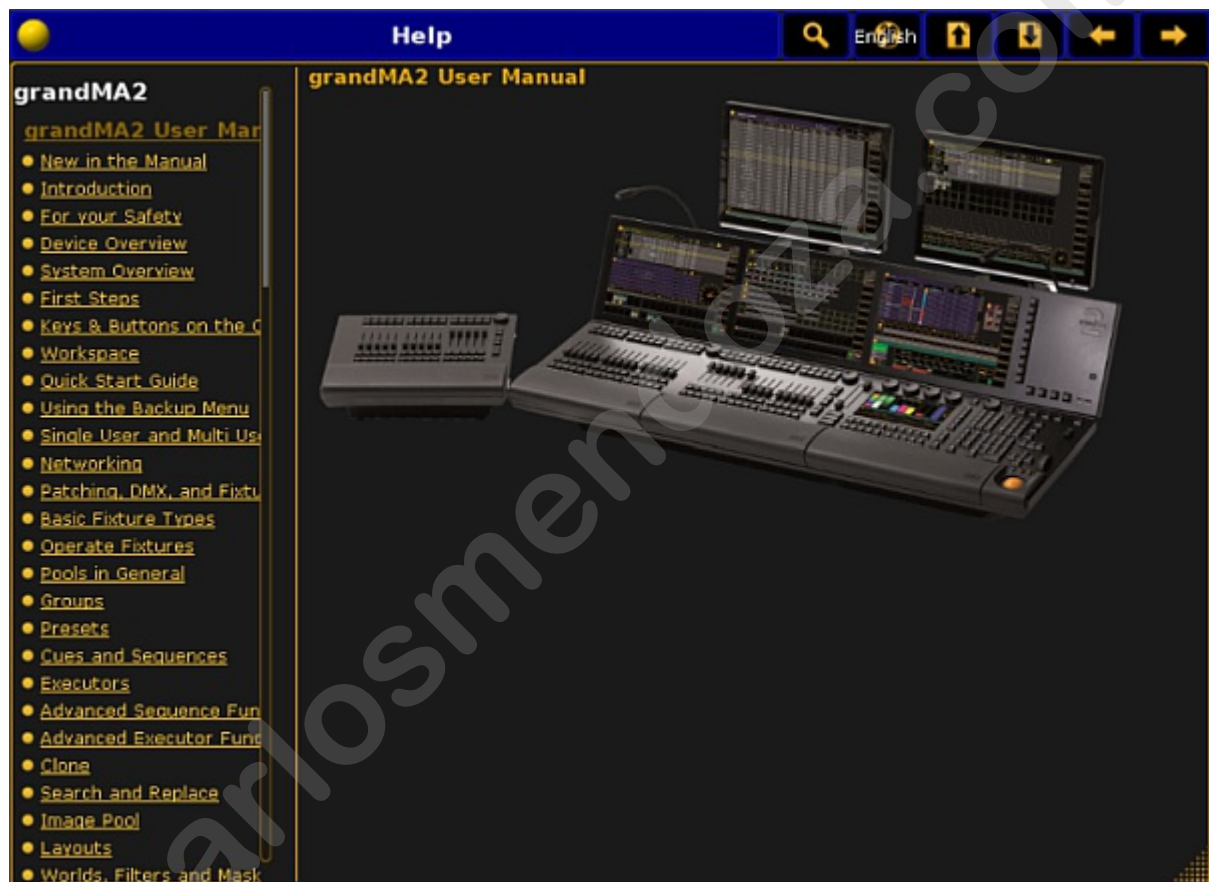 Help
English
grandMA2
grandMA2 User Manual
grandMA2 User Mar
New in the Manual
Introduction
For your Safety
Device Overview
System Overview
First Steps
Keys & Buttons on the C
Workspace
Quick Start Guide
Using the Backup Menu
Single User and Multi Use
Networking
Patching, DMX, and Fixtu
Basic Fixture Types
Operate Fixtures
Pools in General
Groups
Presets
Cues and Sequences
Executors
Advanced Sequence Fun
Advanced Executor Func
Clone
Search and Replace
Image Pool
Layouts
Worlds, Filters and Mask
arlosmendoza.com